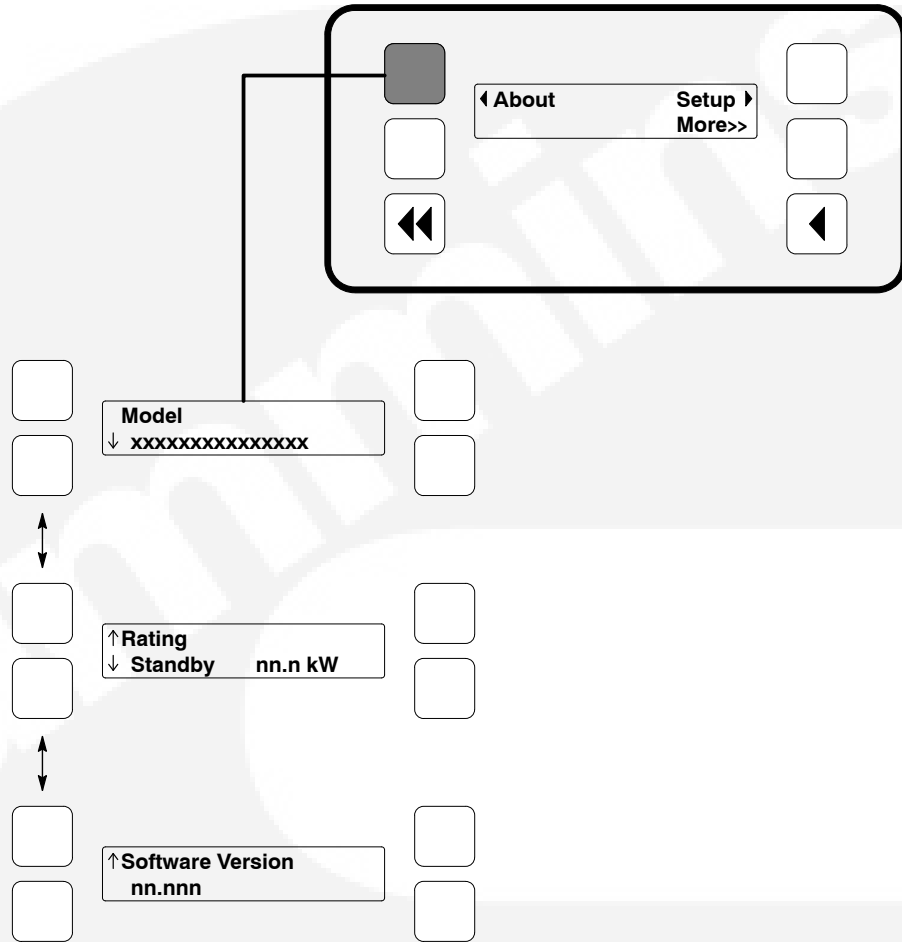 About Setup
More>>
Model
↓ xxxxxxxxxxxxxxx
↑Rating
↓ Standby nn.n kW
↑Software Version
nn.nnn